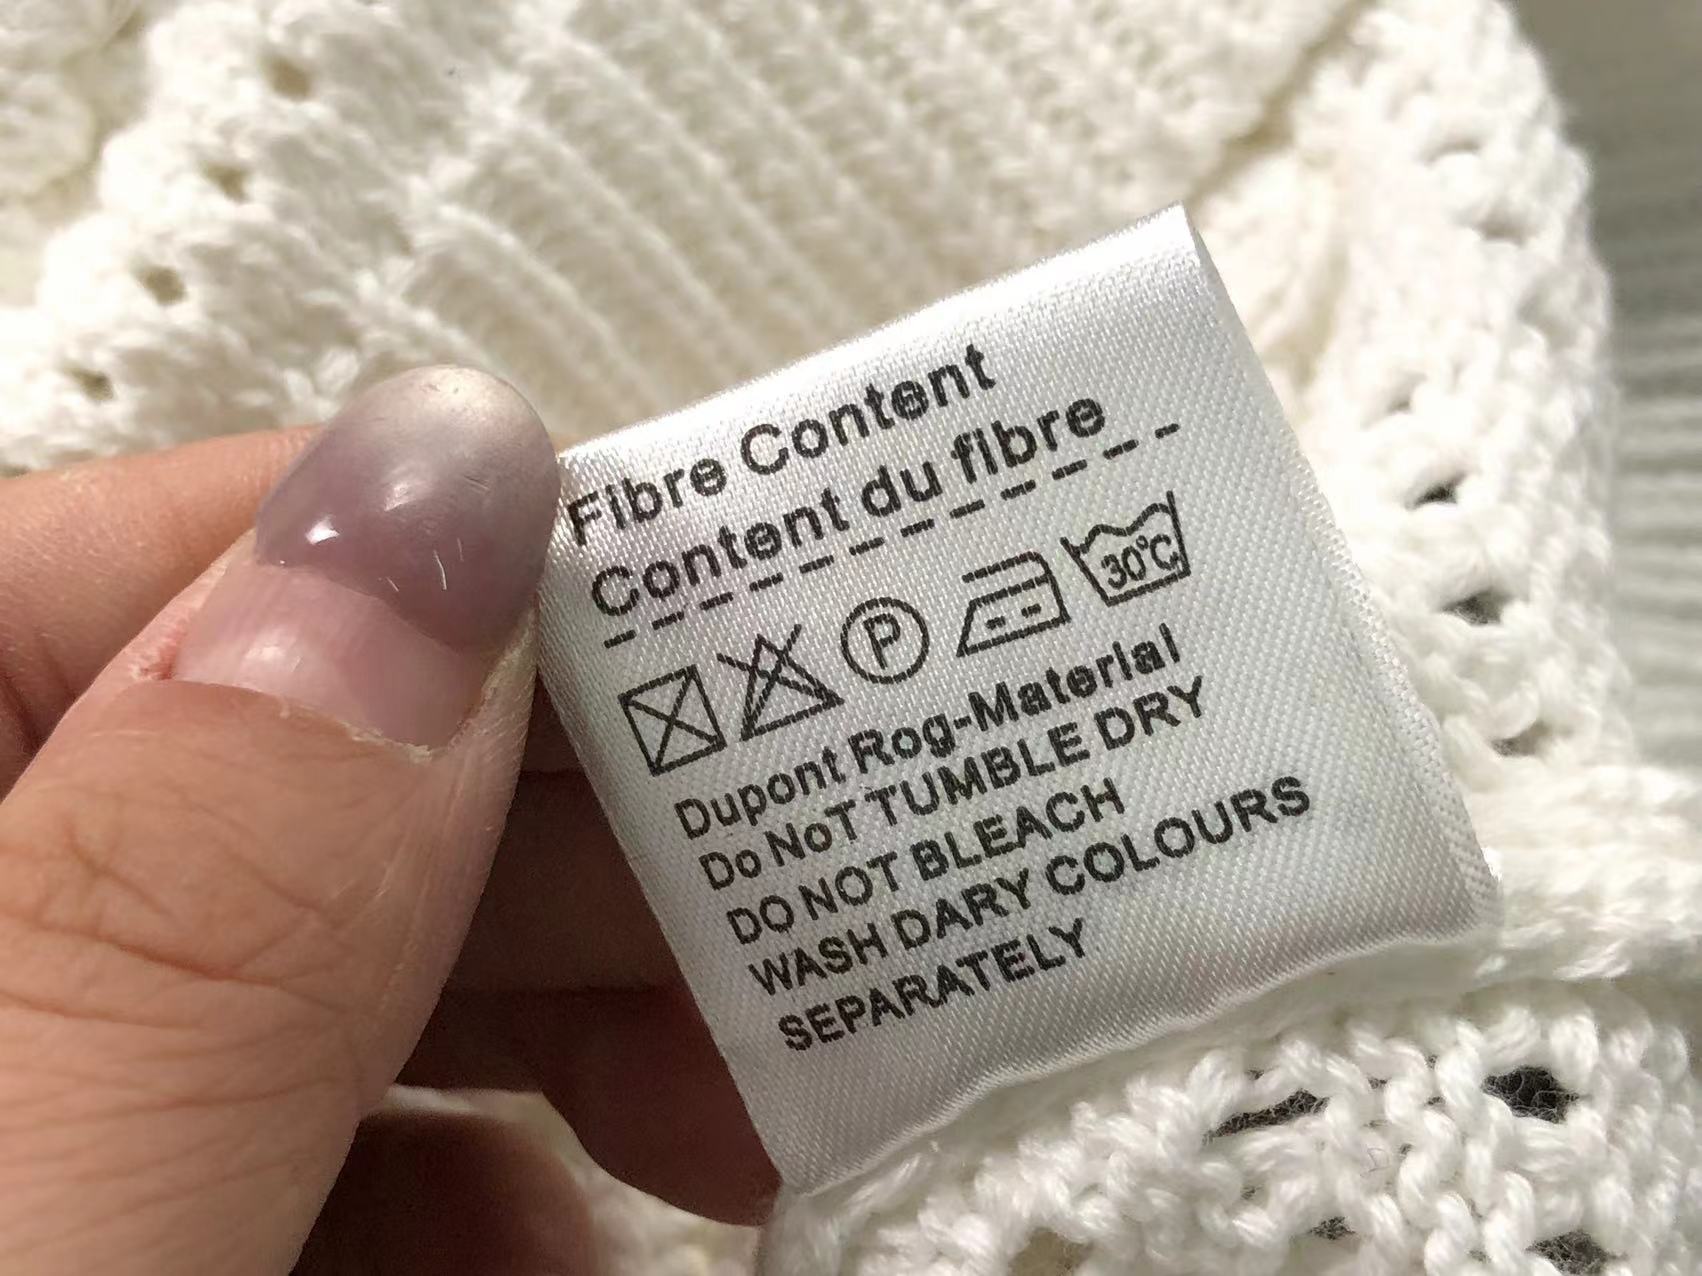 Fibre Content
Content du fibre
P 30°C
Dupont Rog-Material
Do NoT TUMBLE DRY
DO NOT BLEACH
WASH DARY COLOURS
SEPARATELY